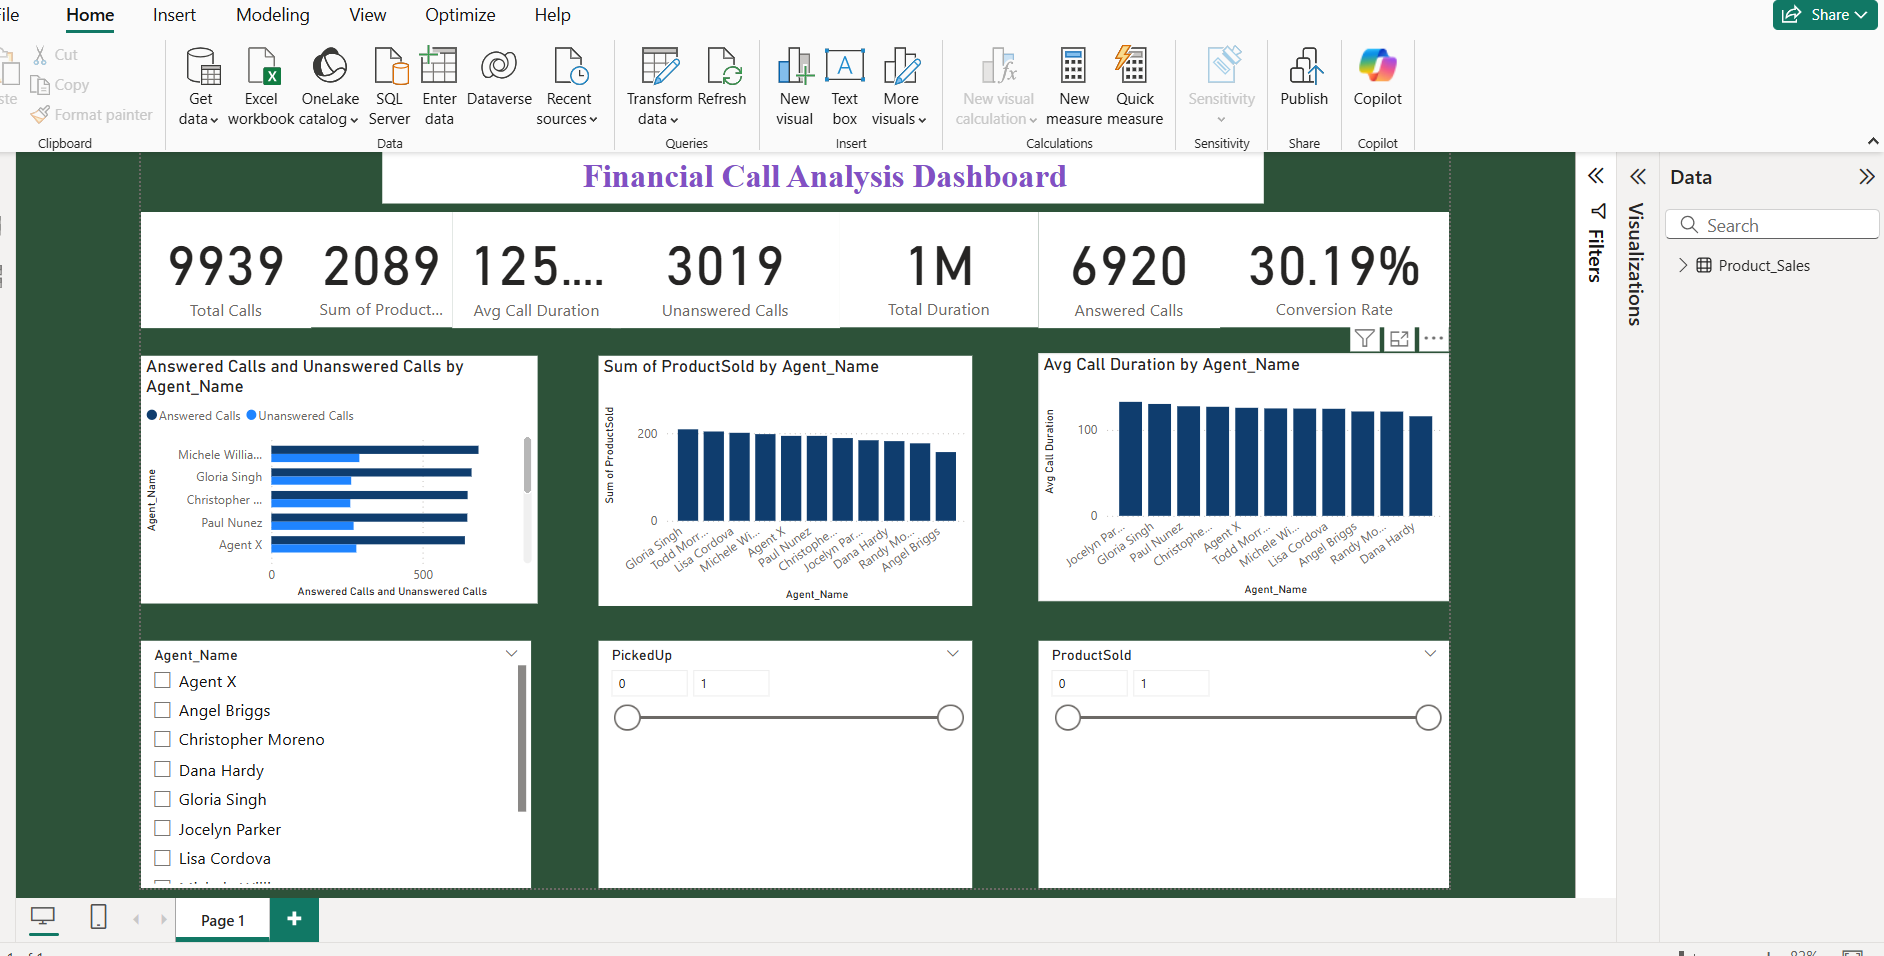 File Home Insert Modeling View Optimize Help Share
Cut
Copy
Format painter
Clipboard
Get data
Excel workbook
OneLake catalog
SQL Server
Enter data
Dataverse
Recent sources
Data
Transform data
Refresh
Queries
New visual
Text box
More visuals
Insert
New visual calculation
New measure
Quick measure
Calculations
Sensitivity
Sensitivity
Publish
Share
Copilot
Copilot
Financial Call Analysis Dashboard
9939
Total Calls
2089
Sum of Product...
125....
Avg Call Duration
3019
Unanswered Calls
1M
Total Duration
6920
Answered Calls
30.19%
Conversion Rate
Answered Calls and Unanswered Calls by
Agent_Name
Answered Calls Unanswered Calls
Agent_Name
Michele Willia...
Gloria Singh
Christopher ...
Paul Nunez
Agent X
0 500
Answered Calls and Unanswered Calls
Sum of ProductSold by Agent_Name
Sum of ProductSold
200
0
Gloria Singh
Todd Morr...
Lisa Cordova
Michele Wi...
Agent X
Paul Nunez
Christophe...
Jocelyn Par...
Dana Hardy
Randy Mo...
Angel Briggs
Agent_Name
Avg Call Duration by Agent_Name
Avg Call Duration
100
0
Jocelyn Par...
Gloria Singh
Paul Nunez
Christophe...
Agent X
Todd Morr...
Michele Wi...
Lisa Cordova
Angel Briggs
Randy Mo...
Dana Hardy
Agent_Name
Agent_Name
Agent X
Angel Briggs
Christopher Moreno
Dana Hardy
Gloria Singh
Jocelyn Parker
Lisa Cordova
PickedUp
0 1
ProductSold
0 1
Filters
Visualizations
Data
Search
Product_Sales
Page 1